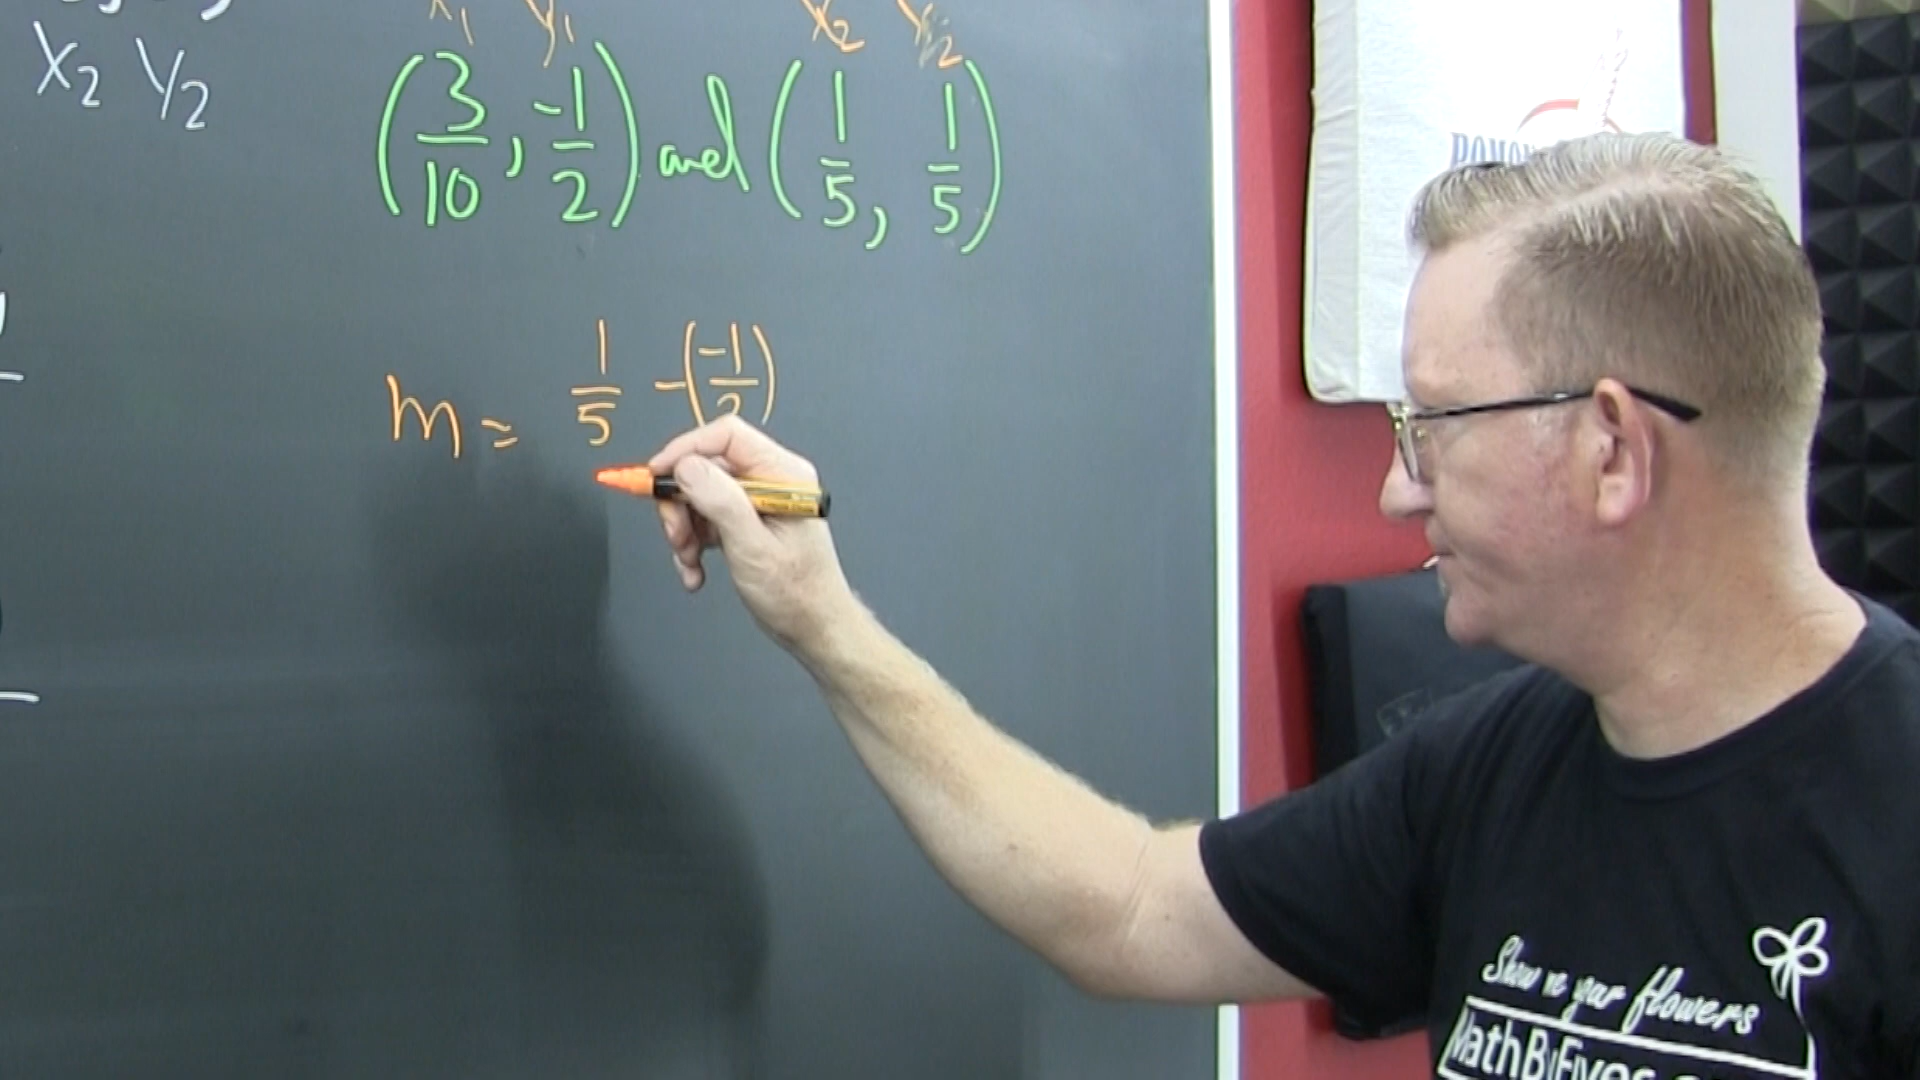 x₁ y₁ x₂ y₂
X₂ Y₂
(3/10, -1/2) and (1/5, 1/5)
m = 1/5 - (-1/2)
Show me your flowers
MathByFives